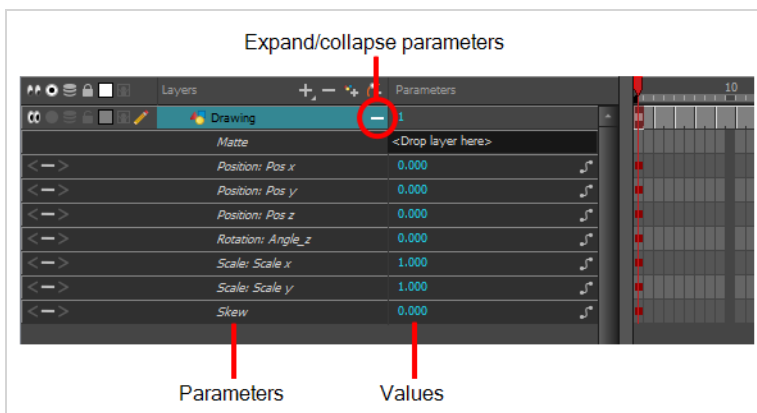 Expand/collapse parameters
Layers Parameters 10
Drawing 1
Matte <Drop layer here>
Position: Pos x 0.000
Position: Pos y 0.000
Position: Pos z 0.000
Rotation: Angle_z 0.000
Scale: Scale x 1.000
Scale: Scale y 1.000
Skew 0.000
Parameters Values